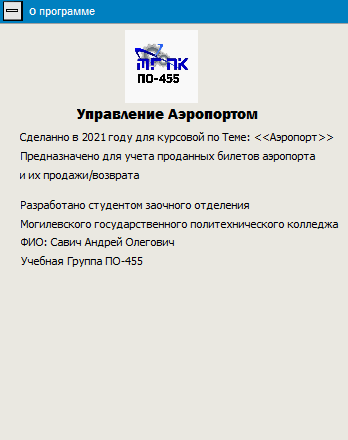 О программе
МГПК
ПО-455
Управление Аэропортом
Сделанно в 2021 году для курсовой по Теме: <<Аэропорт>>
Предназначено для учета проданных билетов аэропорта
и их продажи/возврата
Разработано студентом заочного отделения
Могилевского государственного политехнического колледжа
ФИО: Савич Андрей Олегович
Учебная Группа ПО-455